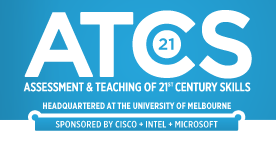 ATCS
21
ASSESSMENT & TEACHING OF 21ST CENTURY SKILLS
HEADQUARTERED AT THE UNIVERSITY OF MELBOURNE
SPONSORED BY CISCO + INTEL + MICROSOFT